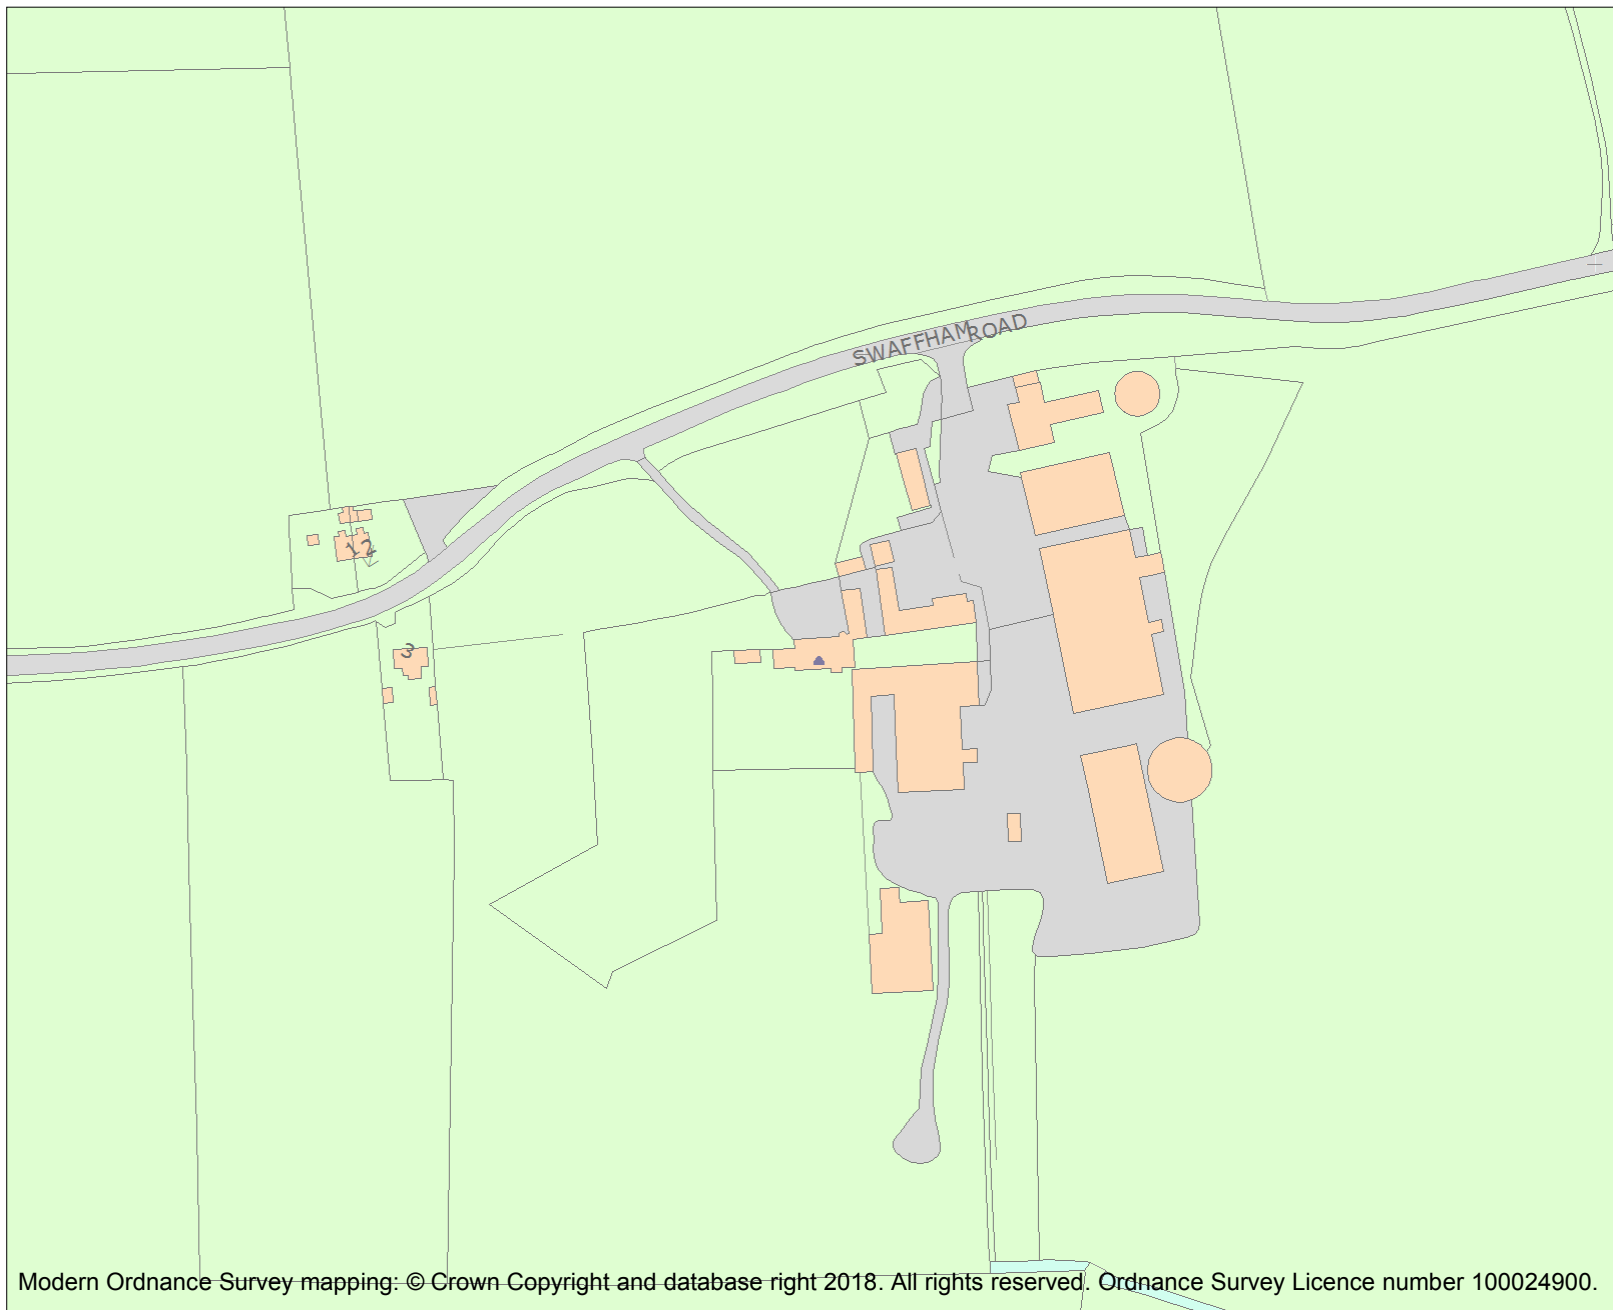 SWAFFHAM ROAD
1 2
3
Modern Ordnance Survey mapping: © Crown Copyright and database right 2018. All rights reserved. Ordnance Survey Licence number 100024900.